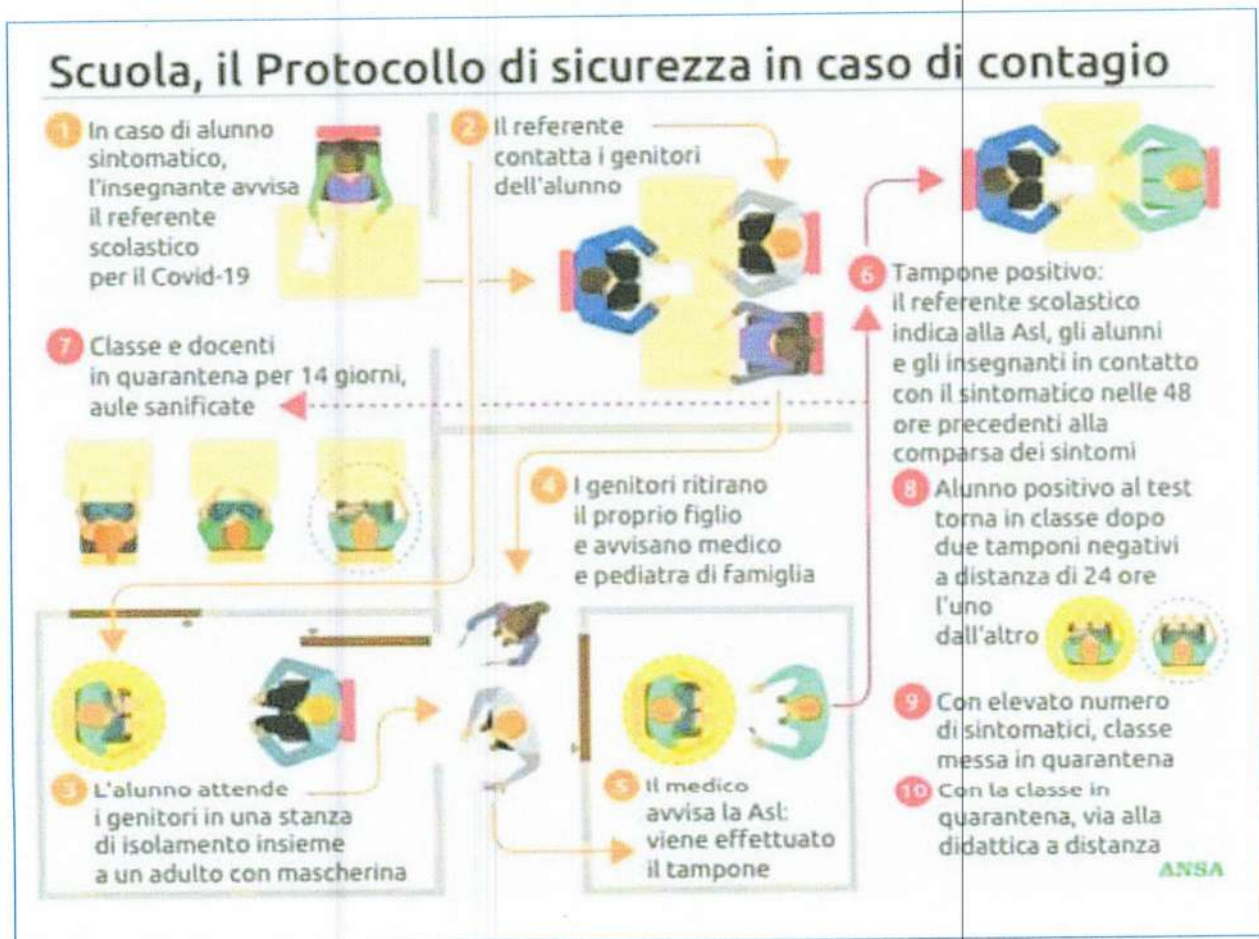 Scuola, il Protocollo di sicurezza in caso di contagio
1 In caso di alunno
sintomatico,
l'insegnante avvisa
il referente
scolastico
per il Covid-19
2 Il referente
contatta i genitori
dell'alunno
3 L'alunno attende
i genitori in una stanza
di isolamento insieme
a un adulto con mascherina
4 I genitori ritirano
il proprio figlio
e avvisano medico
e pediatra di famiglia
5 Il medico
avvisa la Asl:
viene effettuato
il tampone
6 Tampone positivo:
il referente scolastico
indica alla Asl, gli alunni
e gli insegnanti in contatto
con il sintomatico nelle 48
ore precedenti alla
comparsa dei sintomi
7 Classe e docenti
in quarantena per 14 giorni,
aule sanificate
8 Alunno positivo al test
torna in classe dopo
due tamponi negativi
a distanza di 24 ore
l'uno
dall'altro
9 Con elevato numero
di sintomatici, classe
messa in quarantena
10 Con la classe in
quarantena, via alla
didattica a distanza
ANSA